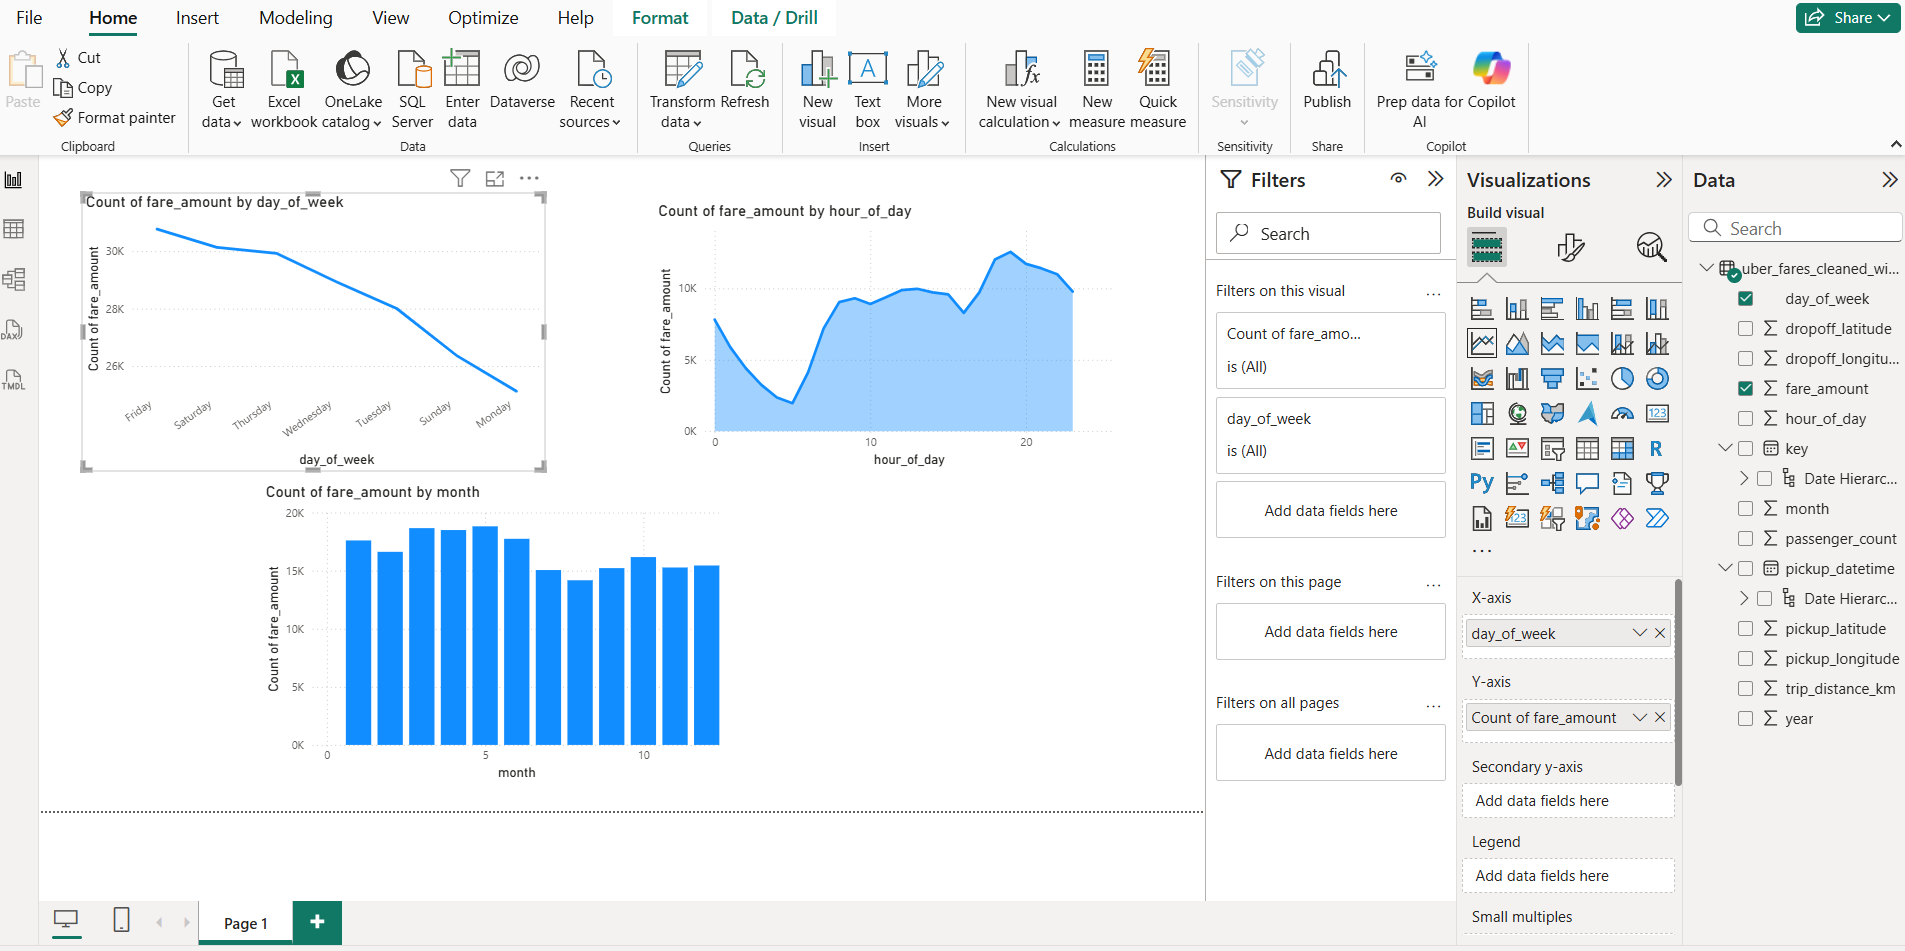 File Home Insert Modeling View Optimize Help Format Data / Drill Share
Paste
Cut
Copy
Format painter
Clipboard
Get data
Excel workbook
OneLake catalog
SQL Server
Enter data
Dataverse
Recent sources
Data
Transform data
Refresh
Queries
New visual
Text box
More visuals
Insert
New visual calculation
New measure
Quick measure
Calculations
Sensitivity
Sensitivity
Publish
Share
Prep data for AI
Copilot
Copilot
DAX
TMDL
Count of fare_amount by day_of_week
Count of fare_amount
30K
28K
26K
Friday
Saturday
Thursday
Wednesday
Tuesday
Sunday
Monday
day_of_week
Count of fare_amount by hour_of_day
Count of fare_amount
10K
5K
0K
0 10 20
hour_of_day
Count of fare_amount by month
Count of fare_amount
20K
15K
10K
5K
0K
0 5 10
month
Page 1
Filters
Search
Filters on this visual
Count of fare_amo...
is (All)
day_of_week
is (All)
Add data fields here
Filters on this page
Add data fields here
Filters on all pages
Add data fields here
Visualizations
Build visual
123
R
Py
123
X-axis
day_of_week
Y-axis
Count of fare_amount
Secondary y-axis
Add data fields here
Legend
Add data fields here
Small multiples
Data
Search
uber_fares_cleaned_wi...
day_of_week
dropoff_latitude
dropoff_longitu...
fare_amount
hour_of_day
key
Date Hierarc...
month
passenger_count
pickup_datetime
Date Hierarc...
pickup_latitude
pickup_longitude
trip_distance_km
year